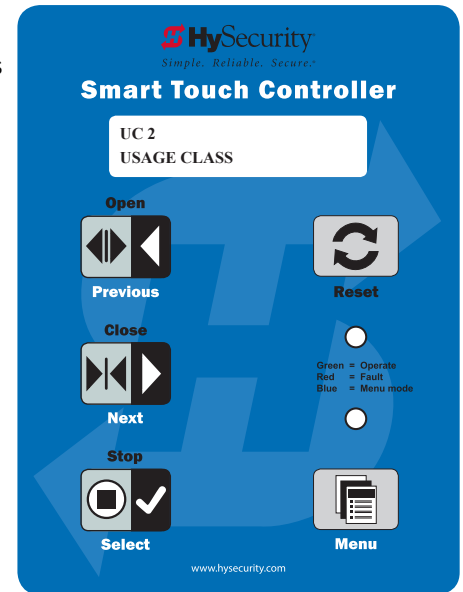 s
HySecurity
Simple. Reliable. Secure.
Smart Touch Controller
UC 2
USAGE CLASS
Open
Previous
Reset
Close
Green = Operate
Red = Fault
Blue = Menu mode
Next
Stop
Select
Menu
www.hysecurity.com